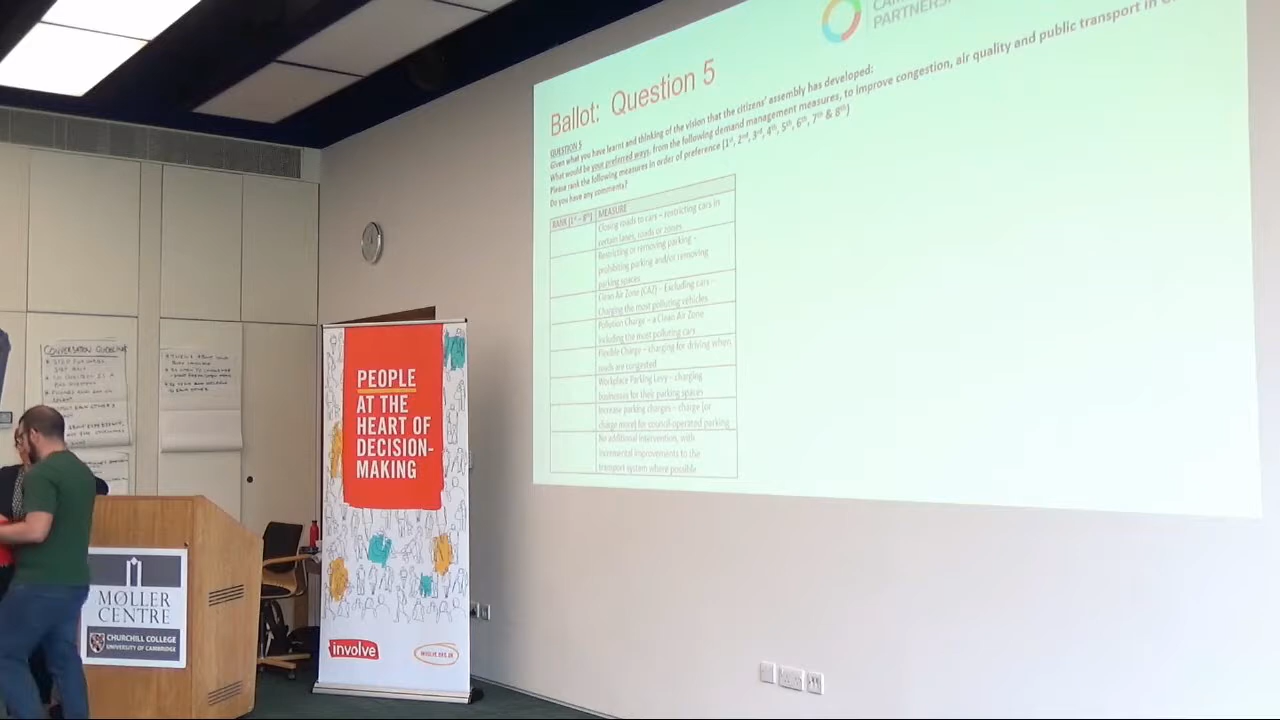 PARTNERS
Ballot: Question 5
QUESTION 5
Given what you have learnt and thinking of the vision that the citizens' assembly has developed:
What would be your preferred ways, from the following demand management measures, to improve congestion, air quality and public transport in
Please rank the following measures in order of preference (1st, 2nd, 3rd, 4th, 5th, 6th, 7th & 8th)
Do you have any comments?
RANK (1st – 8th) MEASURE
Closing roads to cars – restricting cars in
certain lanes, roads or zones
Restricting or removing parking -
prohibiting parking and/or removing
parking spaces
Clean Air Zone (CAZ) – Excluding cars –
Charging the most polluting vehicles
Pollution Charge – a Clean Air Zone
including the most polluting cars
Flexible Charge – charging for driving when
roads are congested
Workplace Parking Levy – charging
businesses for their parking spaces
Increase parking charges – charge (or
charge more) for council-operated parking
No additional intervention, with
incremental improvements to the
transport system where possible
CONVERSATION GUIDELINES
PEOPLE
AT THE
HEART OF
DECISION-
MAKING
involve
INVOLVE.ORG.UK
MØLLER
CENTRE
CHURCHILL COLLEGE
UNIVERSITY OF CAMBRIDGE